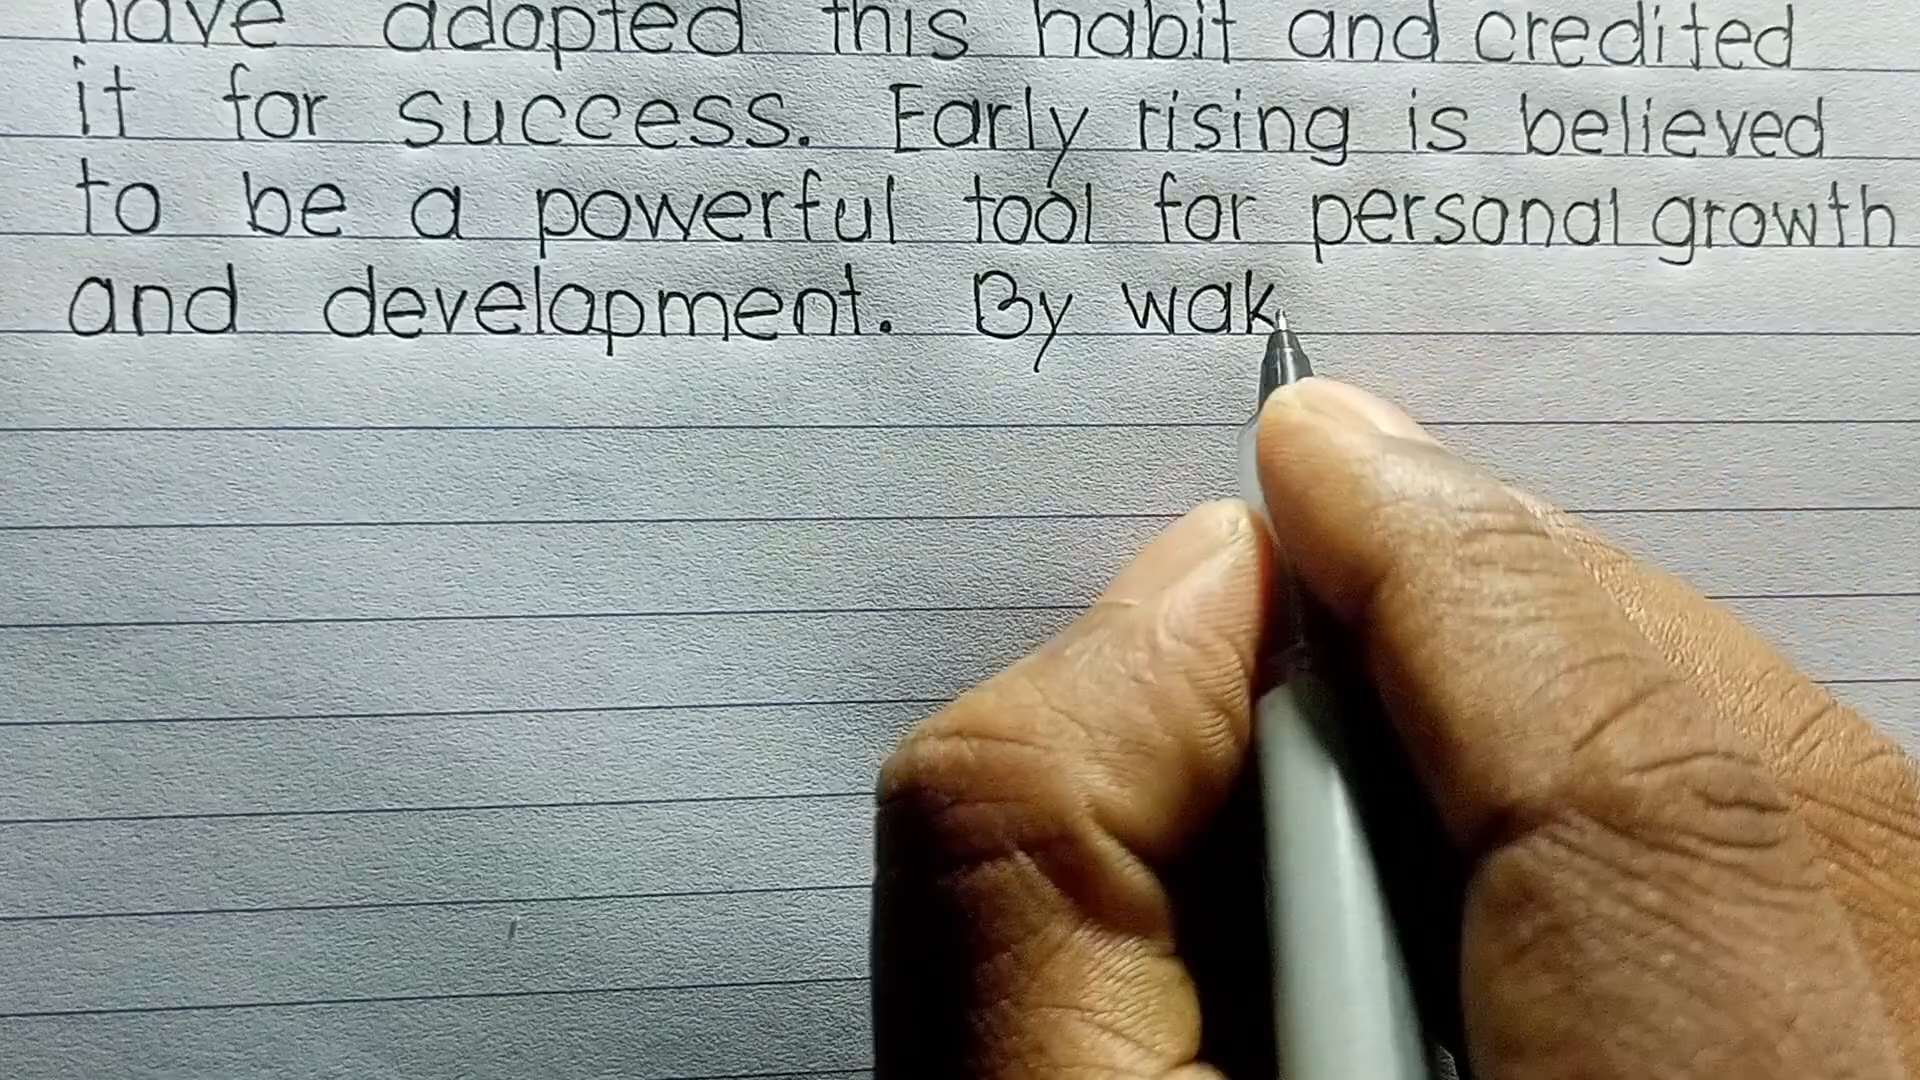 have adopted this habit and credited
it for success. Early rising is believed
to be a powerful tool for personal growth
and development. By wak